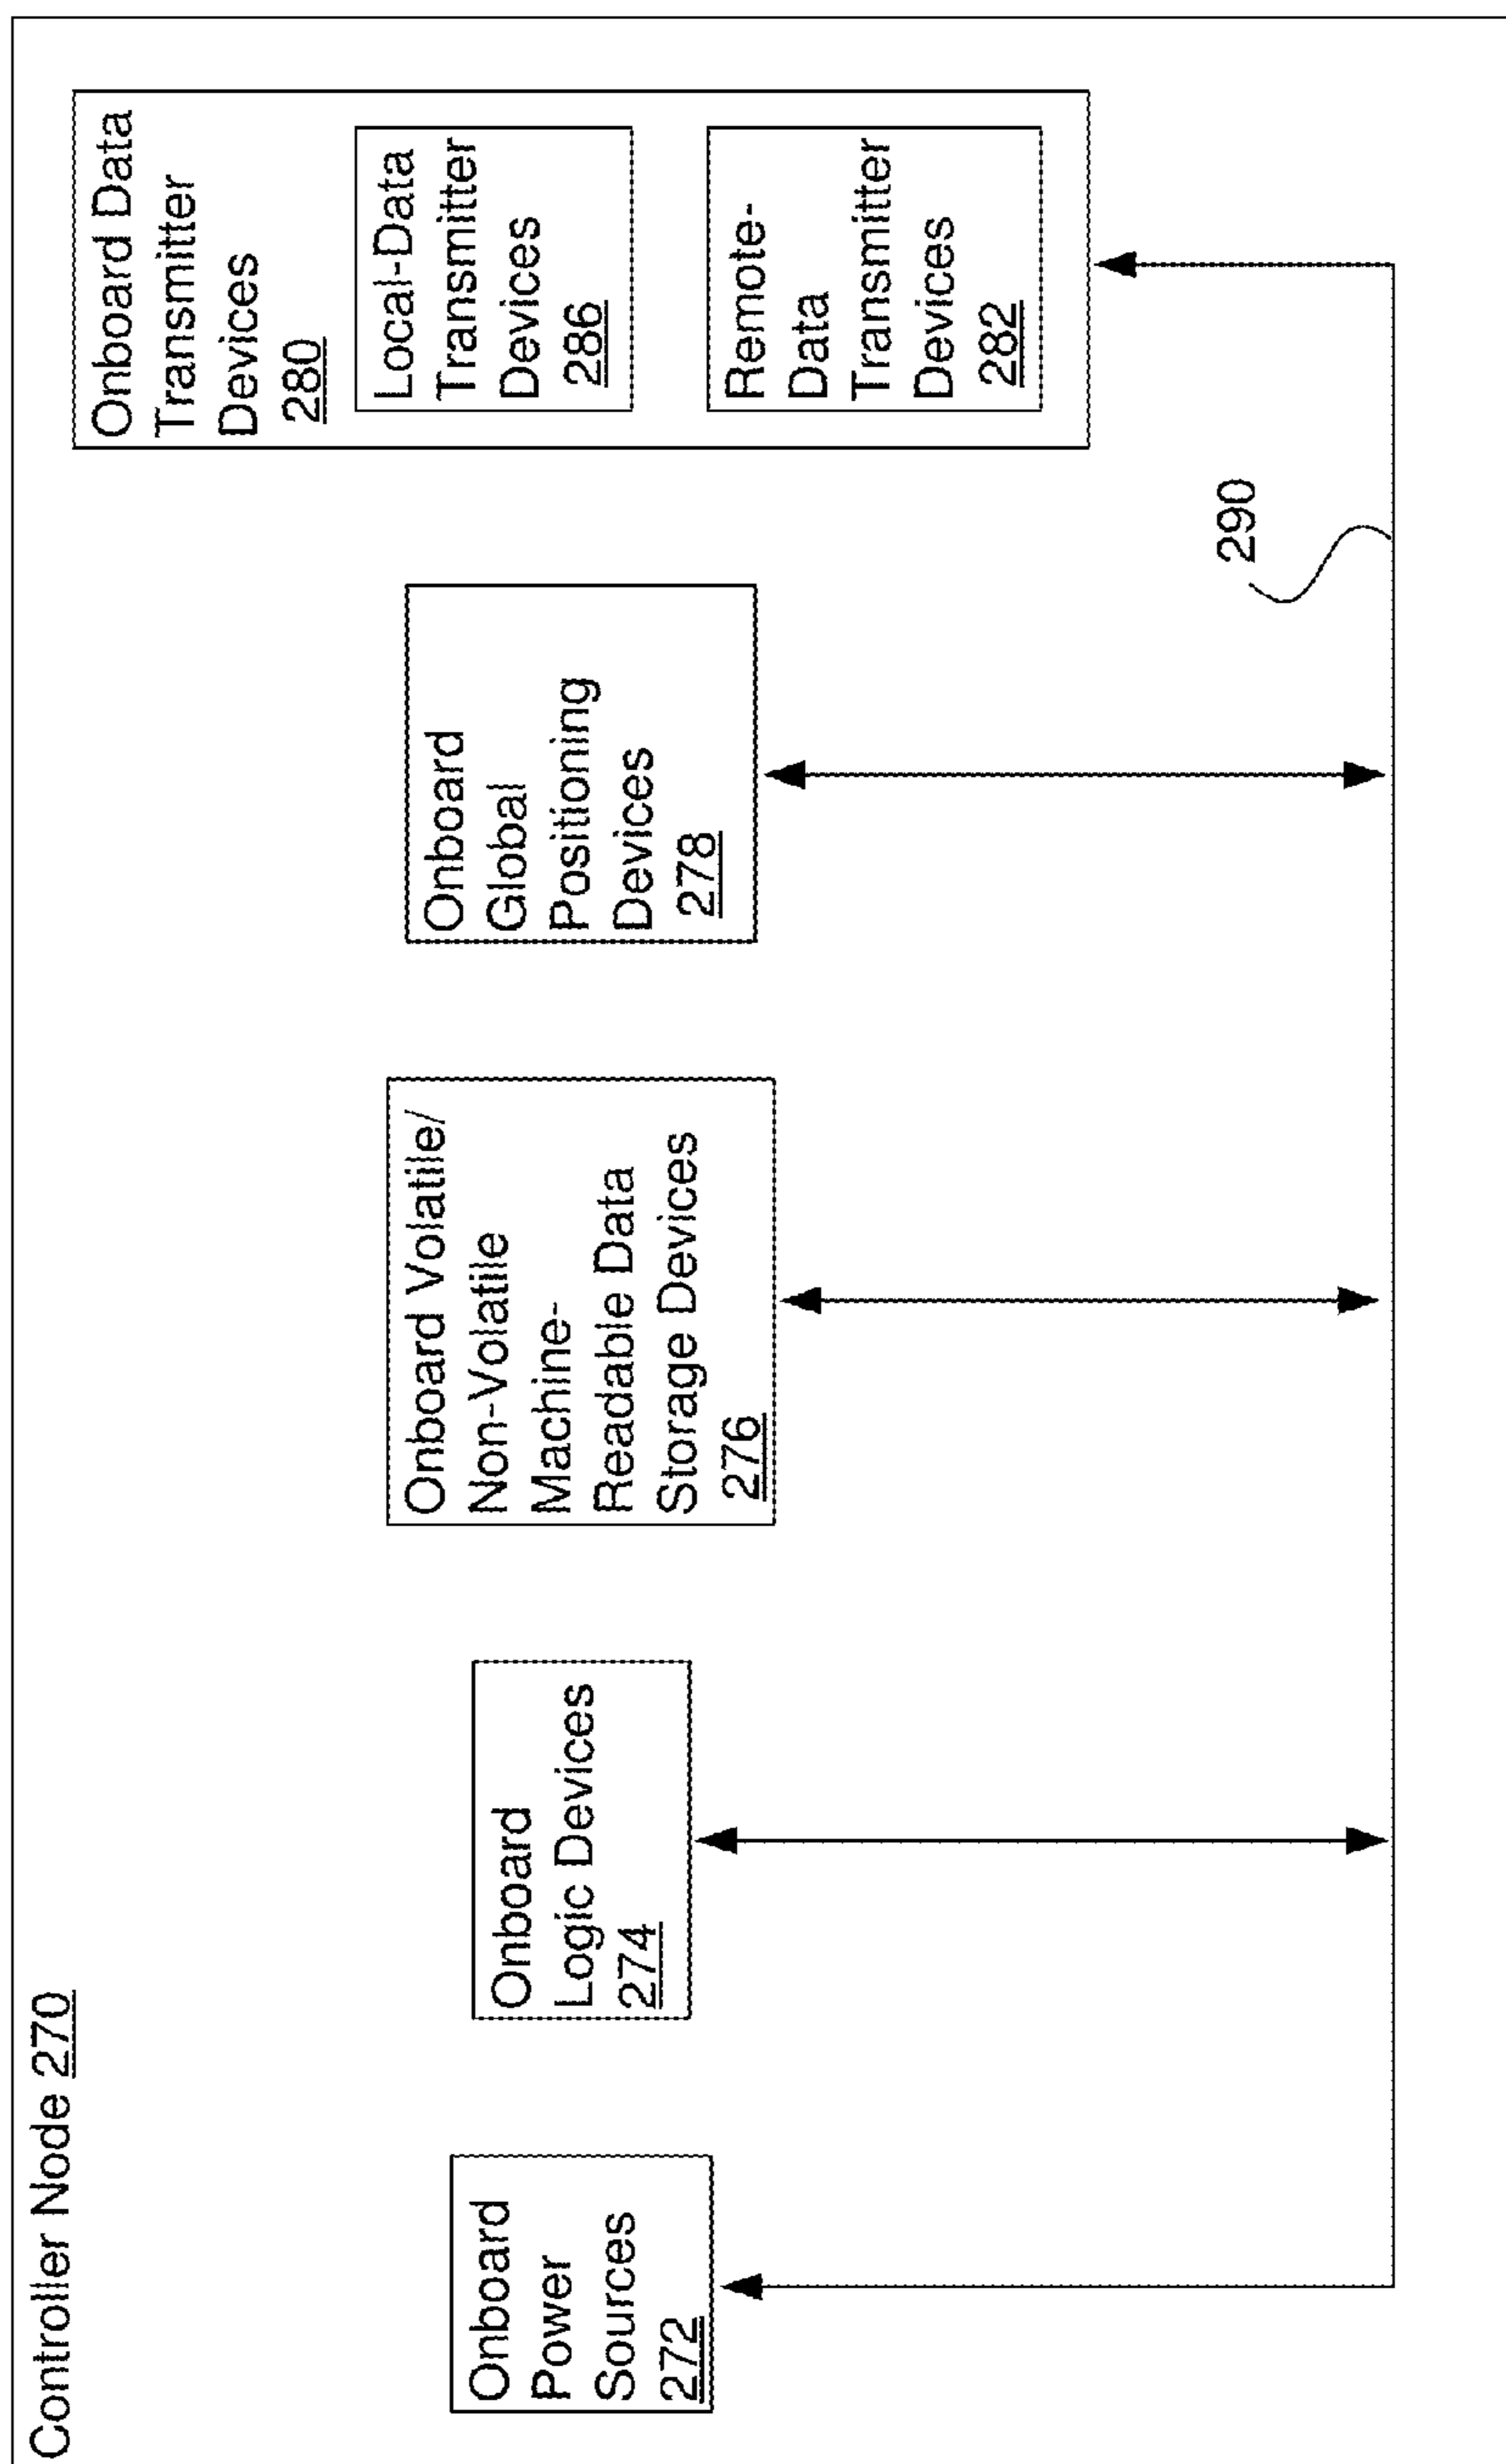 Controller Node 270
Onboard
Power
Sources
272
Onboard
Logic Devices
274
Onboard Volatile/
Non-Volatile
Machine-
Readable Data
Storage Devices
276
Onboard
Global
Positioning
Devices
278
Onboard Data
Transmitter
Devices
280
Local-Data
Transmitter
Devices
286
Remote-
Data
Transmitter
Devices
282
290